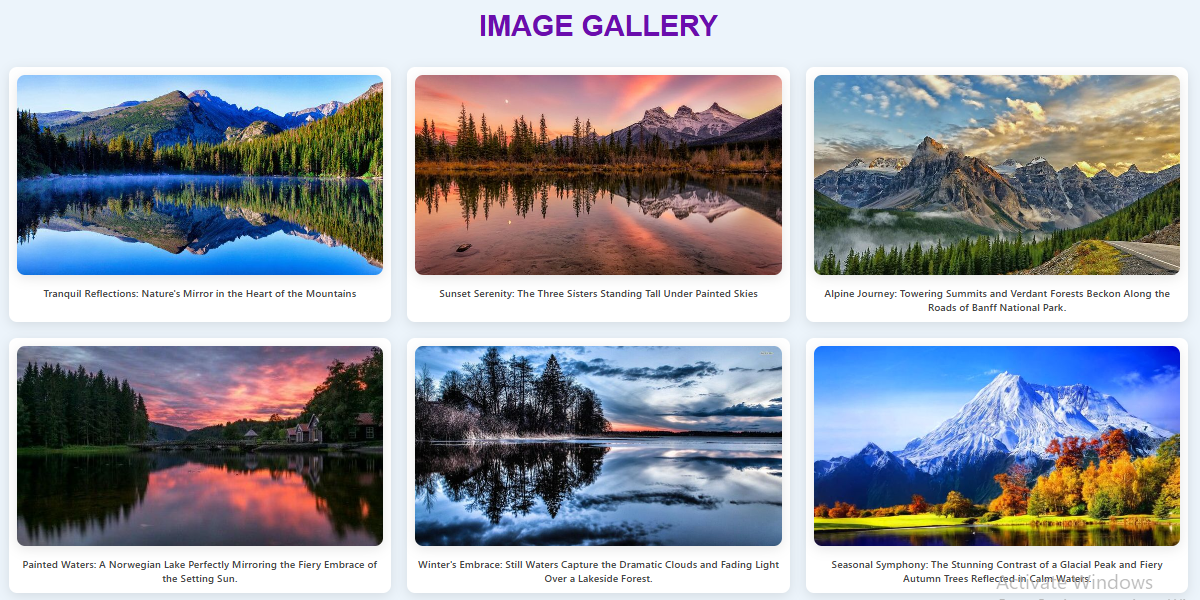 IMAGE GALLERY
Tranquil Reflections: Nature's Mirror in the Heart of the Mountains
Sunset Serenity: The Three Sisters Standing Tall Under Painted Skies
Alpine Journey: Towering Summits and Verdant Forests Beckon Along the
Roads of Banff National Park.
Painted Waters: A Norwegian Lake Perfectly Mirroring the Fiery Embrace of
the Setting Sun.
Winter's Embrace: Still Waters Capture the Dramatic Clouds and Fading Light
Over a Lakeside Forest.
Seasonal Symphony: The Stunning Contrast of a Glacial Peak and Fiery
Autumn Trees Reflected in Calm Waters.
Activate Windows